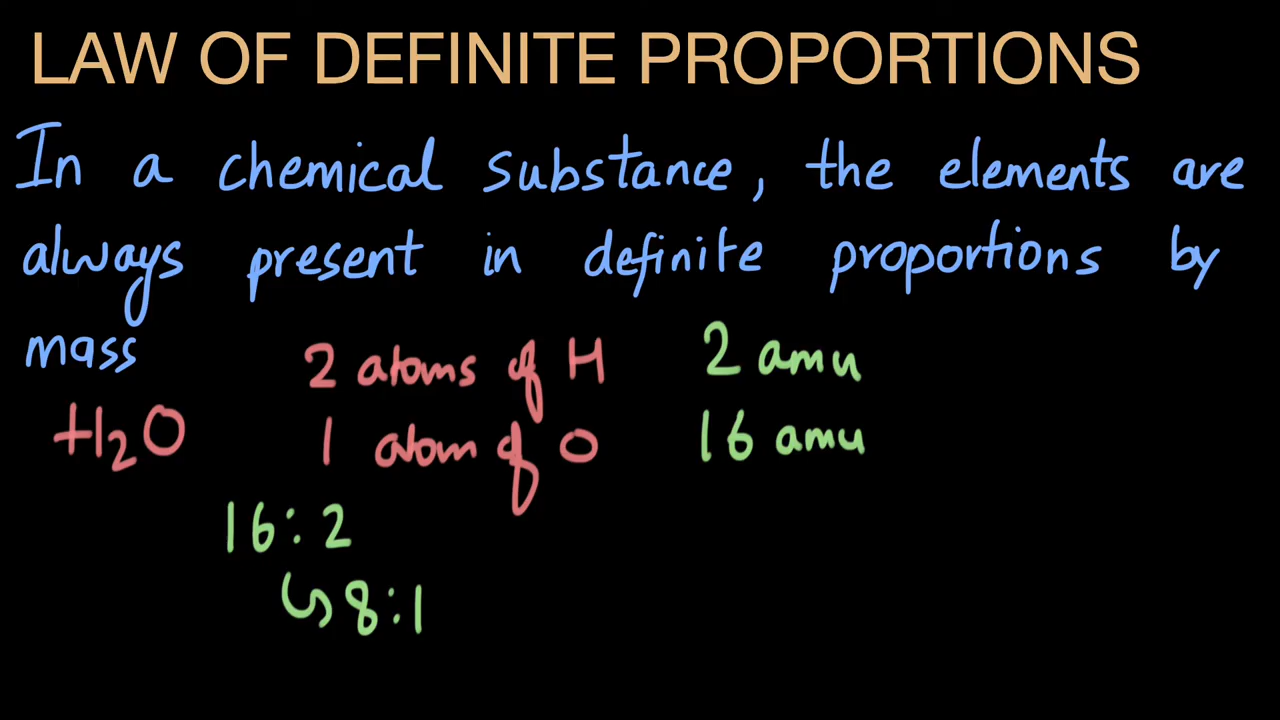 LAW OF DEFINITE PROPORTIONS
In a chemical substance, the elements are
always present in definite proportions by
mass
2 atoms of H 2 amu
H₂O 1 atom of O 16 amu
16:2
↳ 8:1